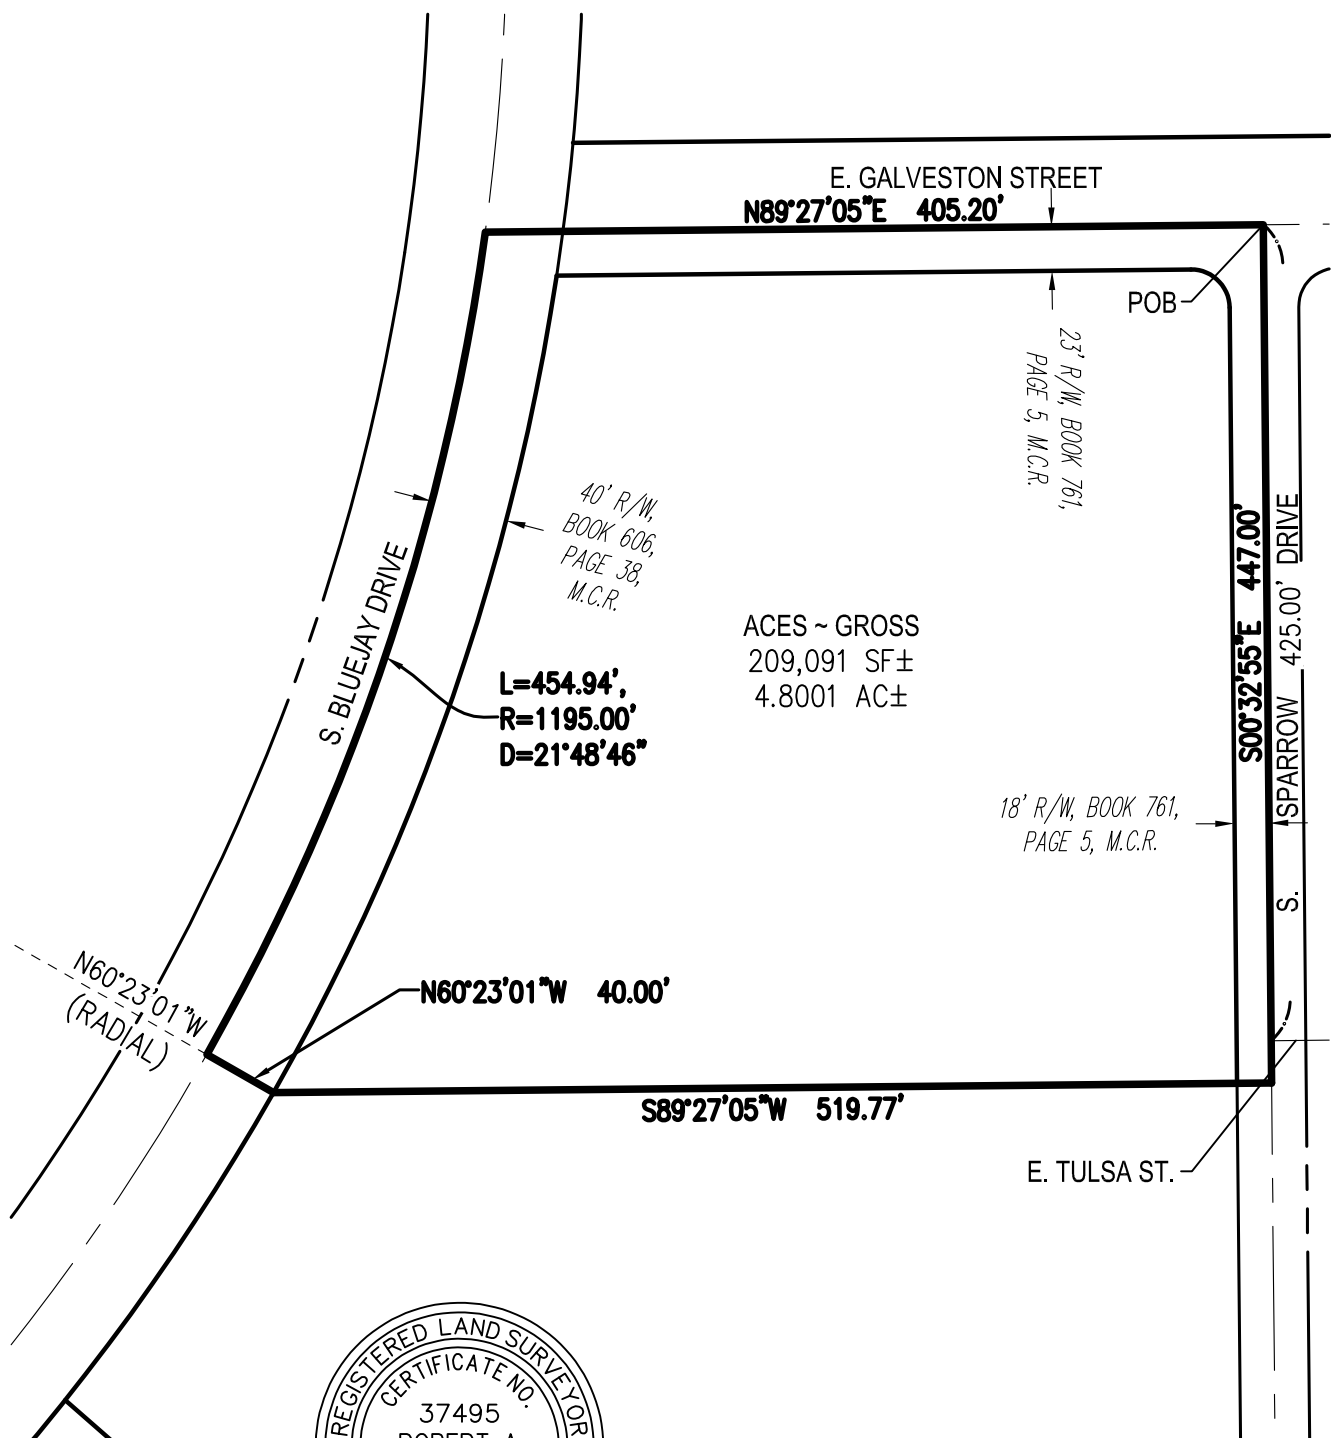 E. GALVESTON STREET
N89°27'05"E 405.20'
POB
23' R/W, BOOK 761,
PAGE 5, M.C.R.
40' R/W,
BOOK 606,
PAGE 38,
M.C.R.
S. BLUEJAY DRIVE
L=454.94',
R=1195.00'
D=21°48'46"
ACES ~ GROSS
209,091 SF±
4.8001 AC±
S00°32'55"E 447.00'
S. SPARROW DRIVE
425.00'
18' R/W, BOOK 761,
PAGE 5, M.C.R.
N60°23'01"W
(RADIAL)
N60°23'01"W 40.00'
S89°27'05"W 519.77'
E. TULSA ST.
REGISTERED LAND SURVEYOR
CERTIFICATE NO.
37495
ROBERT A.